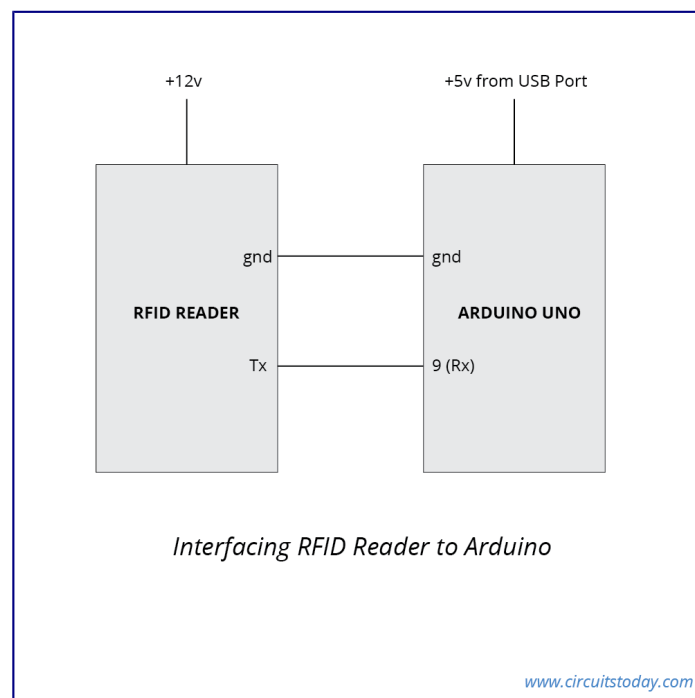 +12v
+5v from USB Port
gnd
gnd
RFID READER
ARDUINO UNO
Tx
9 (Rx)
Interfacing RFID Reader to Arduino
www.circuitstoday.com